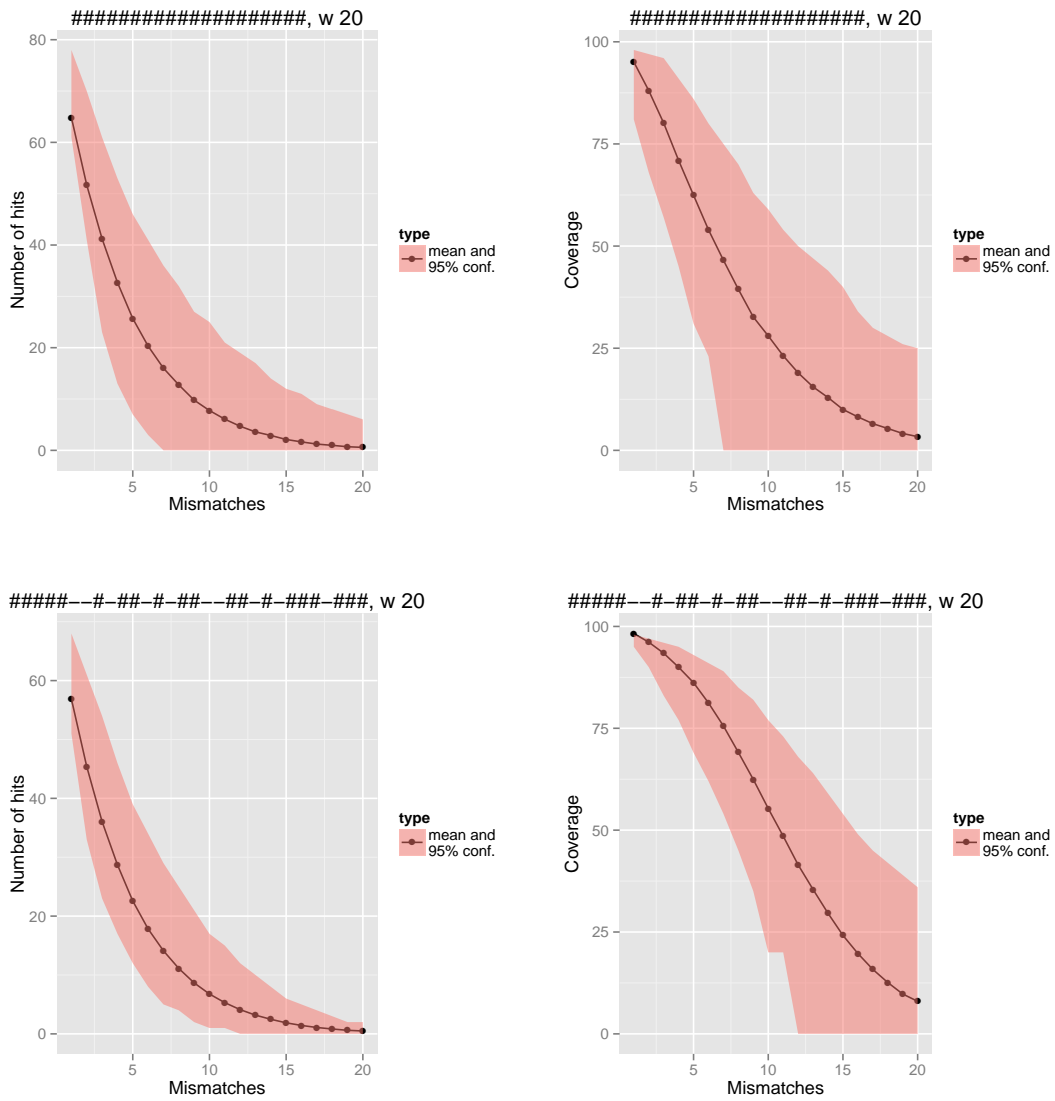 ####################, w 20
80
60
40
20
0
Number of hits
5 10 15 20
Mismatches
type
mean and
95% conf.
####################, w 20
100
75
50
25
0
Coverage
5 10 15 20
Mismatches
type
mean and
95% conf.
#####−−#−##−#−##−−##−#−###−###, w 20
60
40
20
0
Number of hits
5 10 15 20
Mismatches
type
mean and
95% conf.
#####−−#−##−#−##−−##−#−###−###, w 20
100
75
50
25
0
Coverage
5 10 15 20
Mismatches
type
mean and
95% conf.